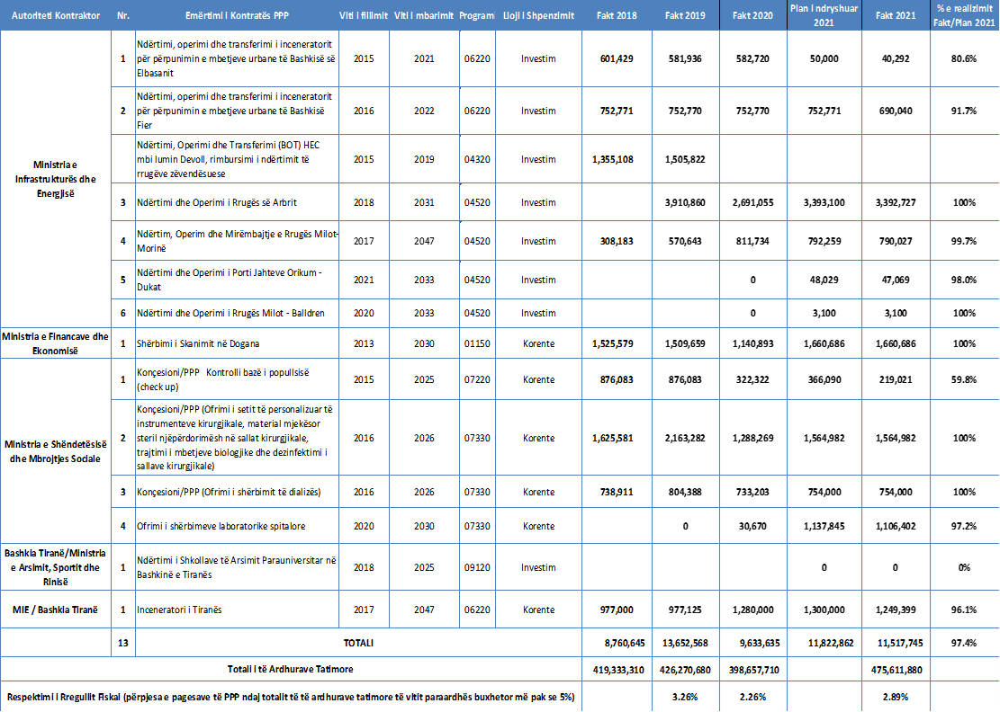 Autoriteti Kontraktor Nr. Emërtimi i Kontratës PPP Viti i fillimit Viti i mbarimit Programi Lloji i Shpenzimit Fakt 2018 Fakt 2019 Fakt 2020 Plan i ndryshuar 2021 Fakt 2021 % e realizimit Fakt/Plan 2021
Ministria e
Infrastrukturës dhe
Energjisë
1 Ndërtimi, operimi dhe transferimi i inceneratorit
për përpunimin e mbetjeve urbane të Bashkisë së
Elbasanit
2015 2021 06220 Investim 601,429 581,936 582,720 50,000 40,292 80.6%
2 Ndërtimi, operimi dhe transferimi i inceneratorit
për përpunimin e mbetjeve urbane të Bashkisë
Fier
2016 2022 06220 Investim 752,771 752,770 752,770 752,771 690,040 91.7%
Ndërtimi, Operimi dhe Transferimi (BOT) HEC
mbi lumin Devoll, rimbursimi i ndërtimit të
rrugëve zëvendësuese
2015 2019 04320 Investim 1,355,108 1,505,822
3 Ndërtimi dhe Operimi i Rrugës së Arbrit 2018 2031 04520 Investim 3,910,860 2,691,055 3,393,100 3,392,727 100%
4 Ndërtim, Operim dhe Mirëmbajtje e Rrugës Milot-
Morinë
2017 2047 04520 Investim 308,183 570,643 811,734 792,259 790,027 99.7%
5 Ndërtimi dhe Operimi i Porti Jahteve Orikum -
Dukat
2021 2033 04520 Investim 0 48,029 47,069 98.0%
6 Ndërtimi dhe Operimi i Rrugës Milot - Balldren 2020 2033 04520 Investim 0 3,100 3,100 100%
Ministria e Financave dhe
Ekonomisë
1 Shërbimi i Skanimit në Dogana 2013 2030 01150 Korente 1,525,579 1,509,659 1,140,893 1,660,686 1,660,686 100%
Ministria e Shëndetësisë
dhe Mbrojtjes Sociale
1 Konçesioni/PPP Kontrolli bazë i popullsisë
(check up)
2015 2025 07220 Korente 876,083 876,083 322,322 366,090 219,021 59.8%
2 Konçesioni/PPP (Ofrimi i setit të personalizuar të
instrumenteve kirurgjikale, material mjekësor
steril njëpërdorimësh në sallat kirurgjikale,
trajtimi i mbetjeve biologjike dhe dezinfektimi i
sallave kirurgjikale)
2016 2026 07330 Korente 1,625,581 2,163,282 1,288,269 1,564,982 1,564,982 100%
3 Konçesioni/PPP (Ofrimi i shërbimit të dializës) 2016 2026 07330 Korente 738,911 804,388 733,203 754,000 754,000 100%
4 Ofrimi i shërbimeve laboratorike spitalore 2020 2030 07330 Korente 0 30,670 1,137,845 1,106,402 97.2%
Bashkia Tiranë/Ministria
e Arsimit, Sportit dhe
Rinisë
1 Ndërtimi i Shkollave të Arsimit Parauniversitar në
Bashkinë e Tiranës
2018 2025 09120 Investim 0 0 0%
MIE / Bashkia Tiranë 1 Inceneratori i Tiranës 2017 2047 06220 Korente 977,000 977,125 1,280,000 1,300,000 1,249,399 96.1%
13 TOTALI 8,760,645 13,652,568 9,633,635 11,822,862 11,517,745 97.4%
Totali i të Ardhurave Tatimore 419,333,310 426,270,680 398,657,710 475,611,880
Respektimi i Rregullit Fiskal (përpjesa e pagesave të PPP ndaj totalit të të ardhurave tatimore të vitit paraardhës buxhetor më pak se 5%) 3.26% 2.26% 2.89%